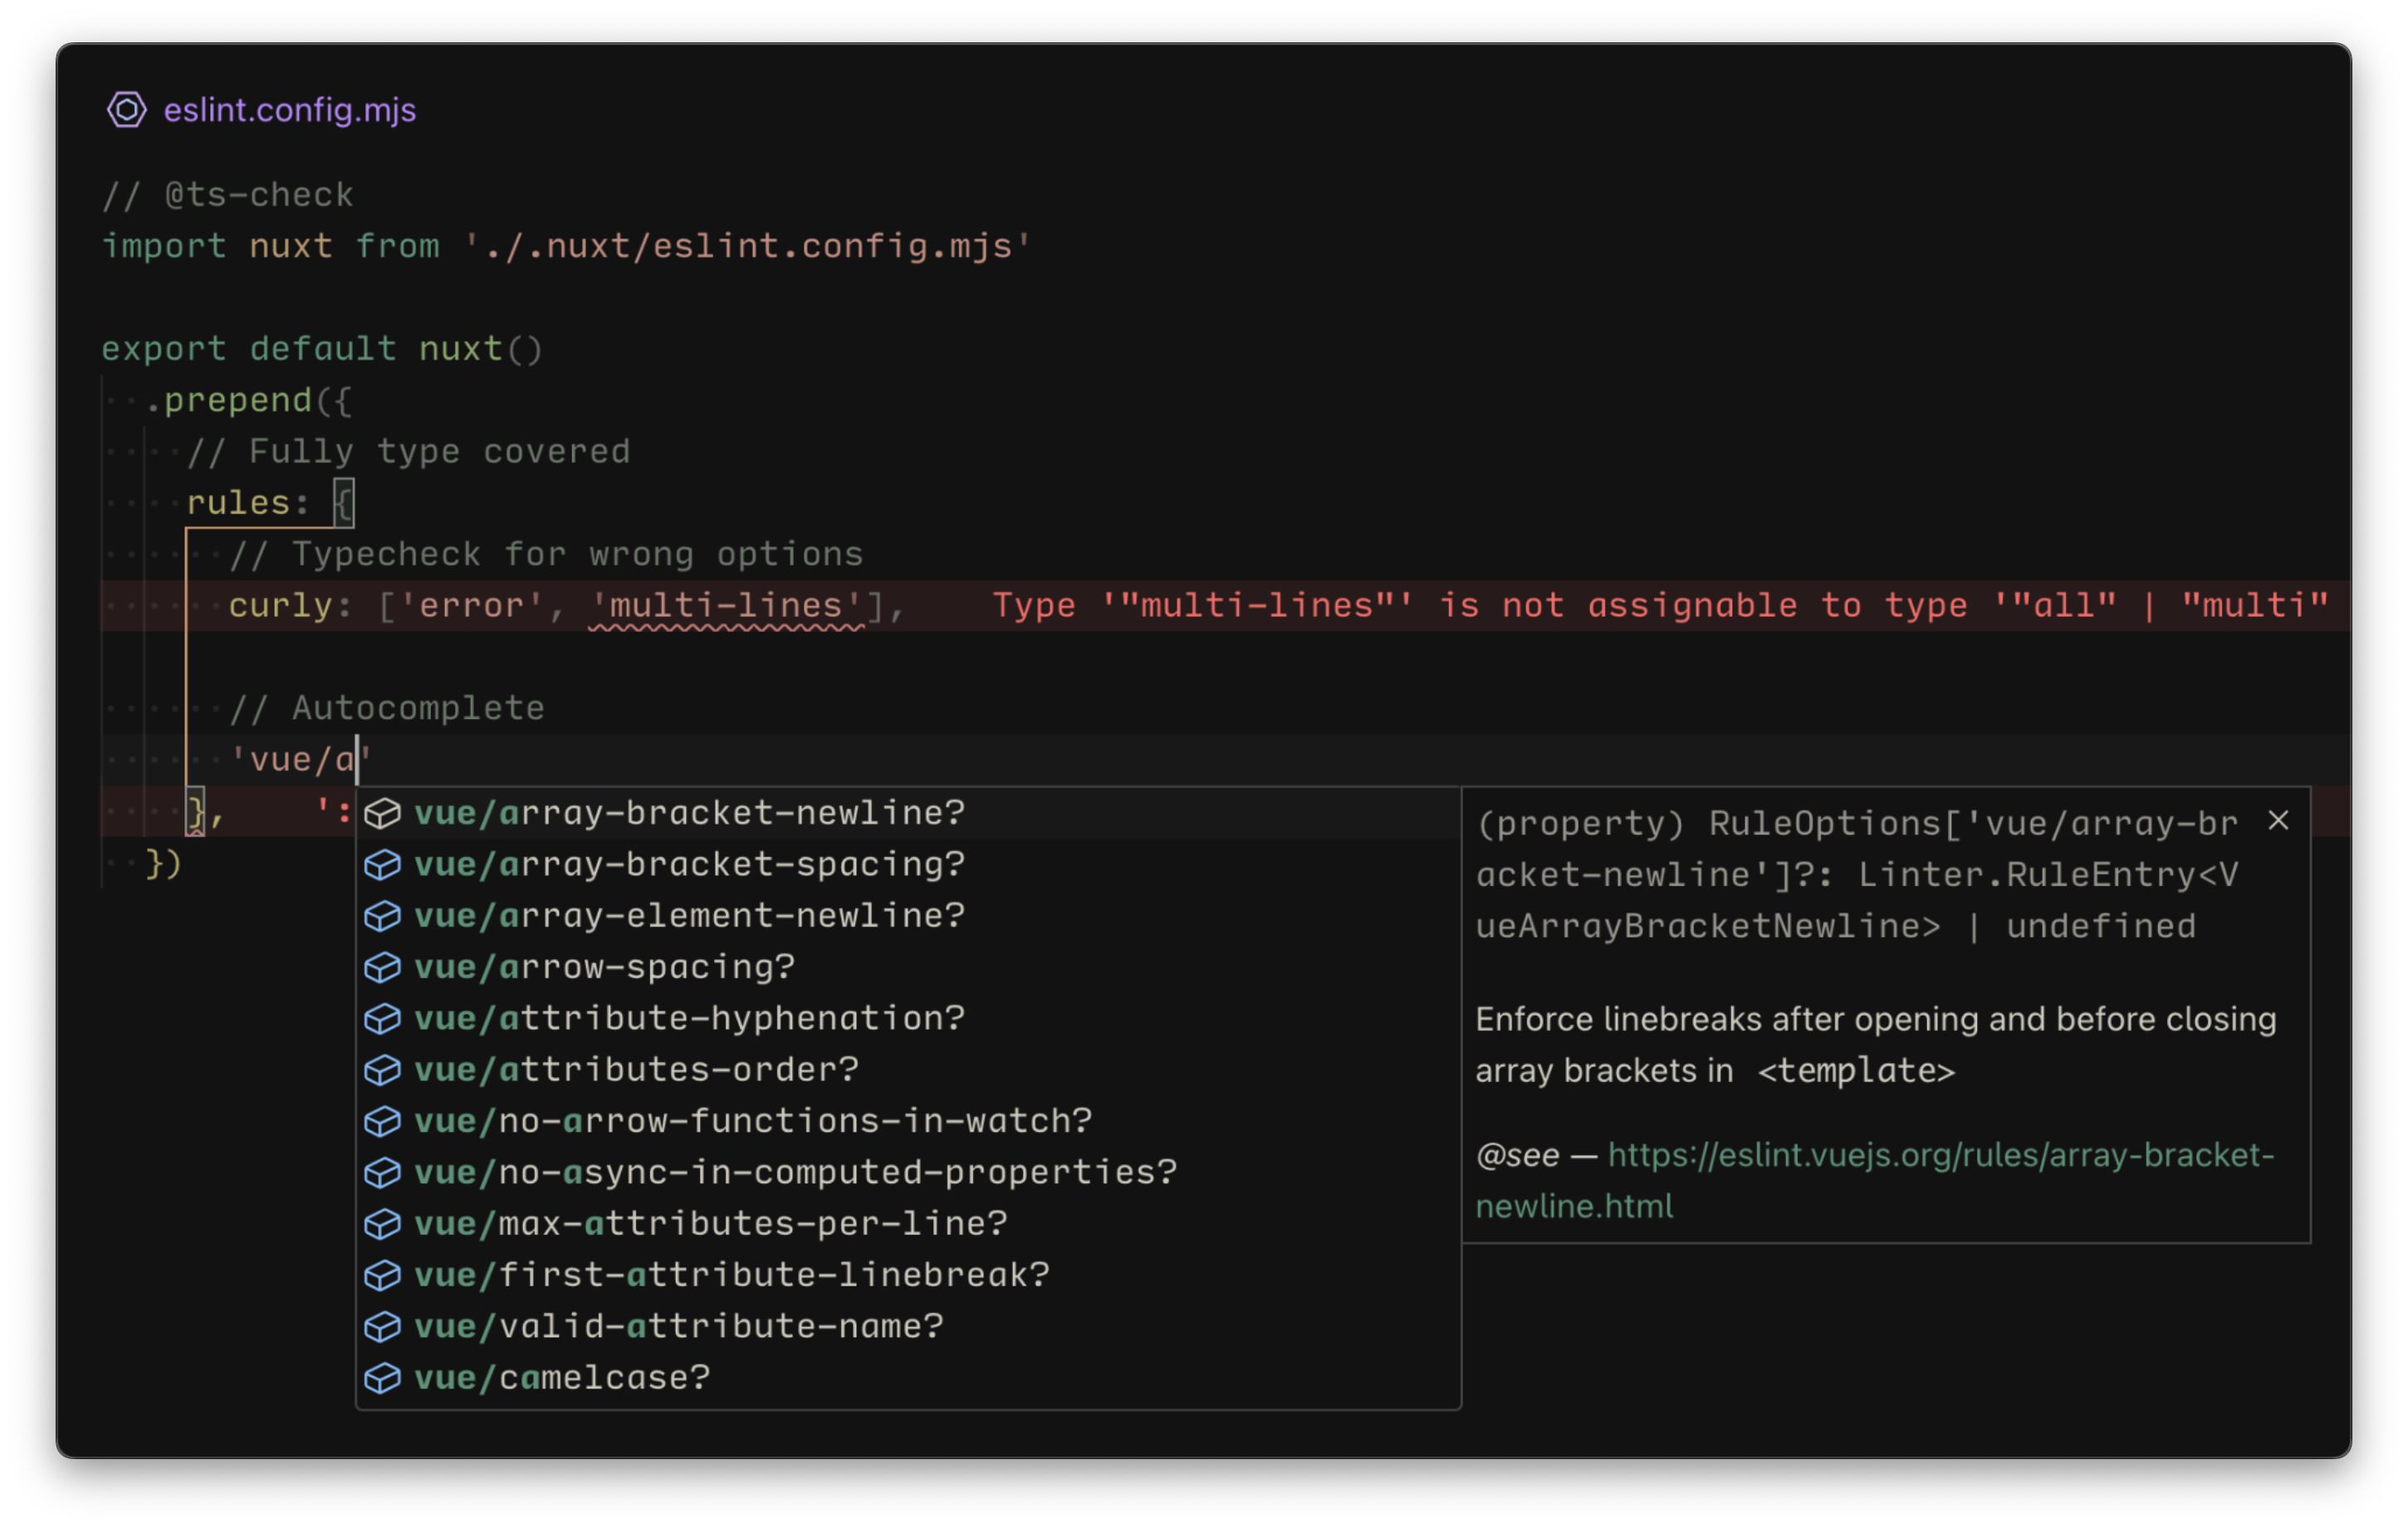 eslint.config.mjs
// @ts-check
import nuxt from './.nuxt/eslint.config.mjs'
export default nuxt()
.prepend({
// Fully type covered
rules: {
// Typecheck for wrong options
curly: ['error', 'multi-lines'], Type '"multi-lines"' is not assignable to type '"all" | "multi"
// Autocomplete
'vue/a'
}, ':
})
vue/array-bracket-newline?
vue/array-bracket-spacing?
vue/array-element-newline?
vue/arrow-spacing?
vue/attribute-hyphenation?
vue/attributes-order?
vue/no-arrow-functions-in-watch?
vue/no-async-in-computed-properties?
vue/max-attributes-per-line?
vue/first-attribute-linebreak?
vue/valid-attribute-name?
vue/camelcase?
(property) RuleOptions['vue/array-br
acket-newline']?: Linter.RuleEntry<V
ueArrayBracketNewline> | undefined
Enforce linebreaks after opening and before closing
array brackets in <template>
@see — https://eslint.vuejs.org/rules/array-bracket-
newline.html